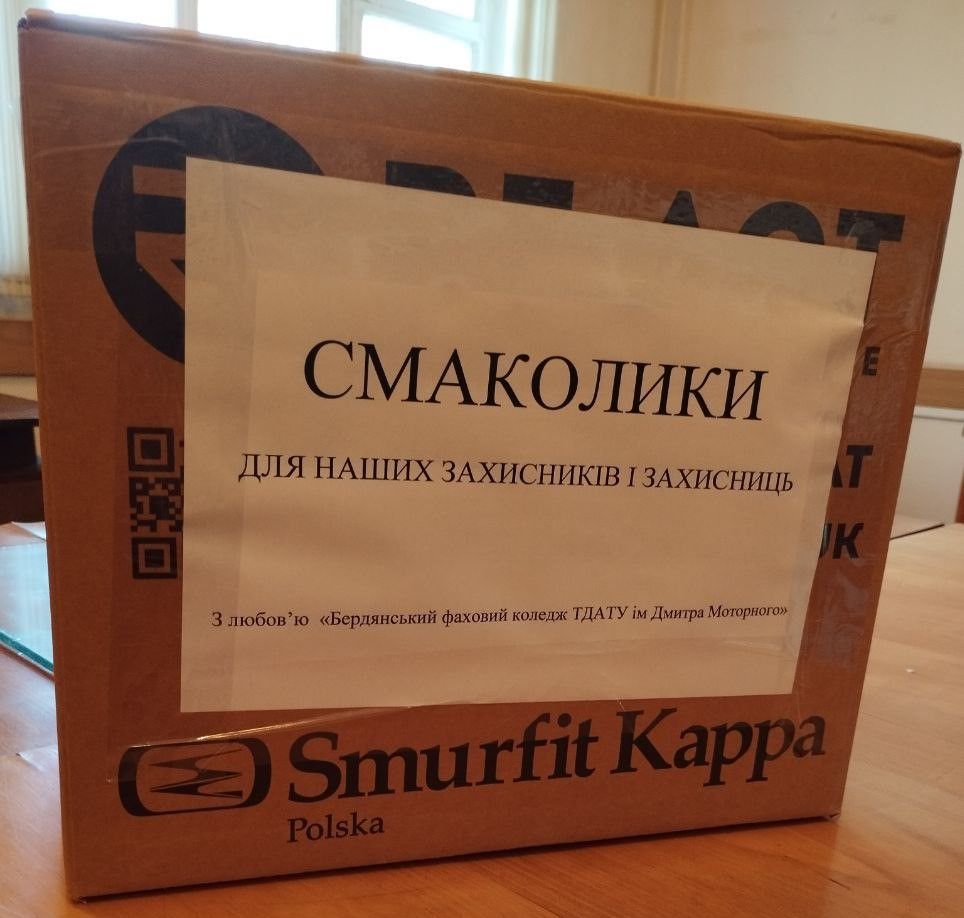 СМАКОЛИКИ
ДЛЯ НАШИХ ЗАХИСНИКІВ І ЗАХИСНИЦЬ
З любов’ю «Бердянський фаховий коледж ТДАТУ ім Дмитра Моторного»
Smurfit Kappa
Polska